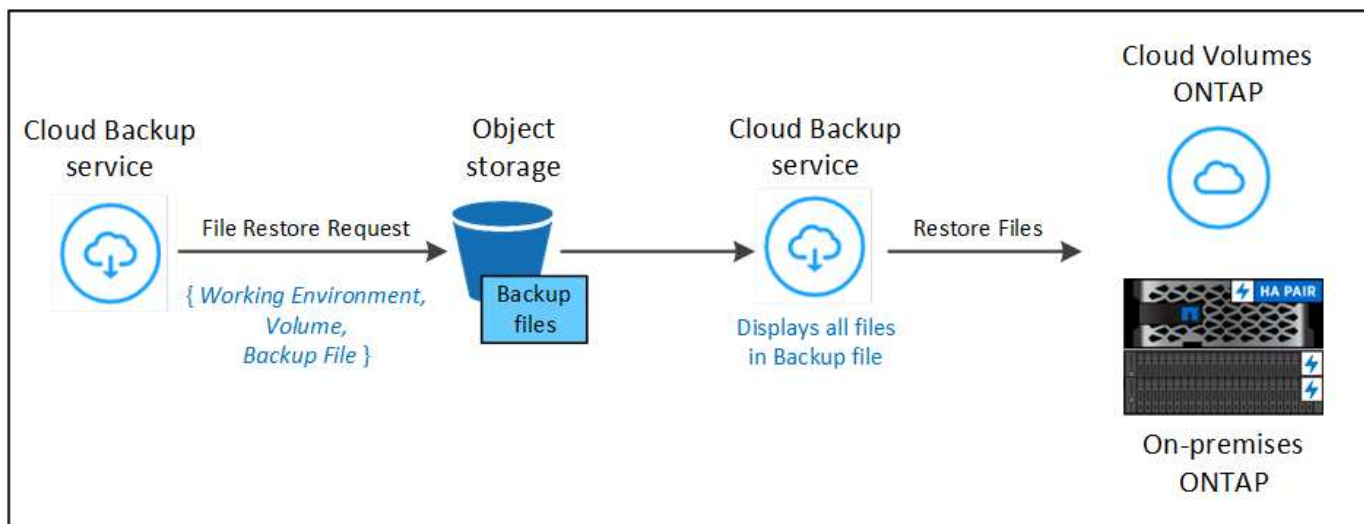 Cloud Volumes
ONTAP
Cloud Backup
service
Object
storage
Cloud Backup
service
File Restore Request
Restore Files
{ Working Environment,
Volume,
Backup File }
Backup
files
Displays all files
in Backup file
HA PAIR
On-premises
ONTAP